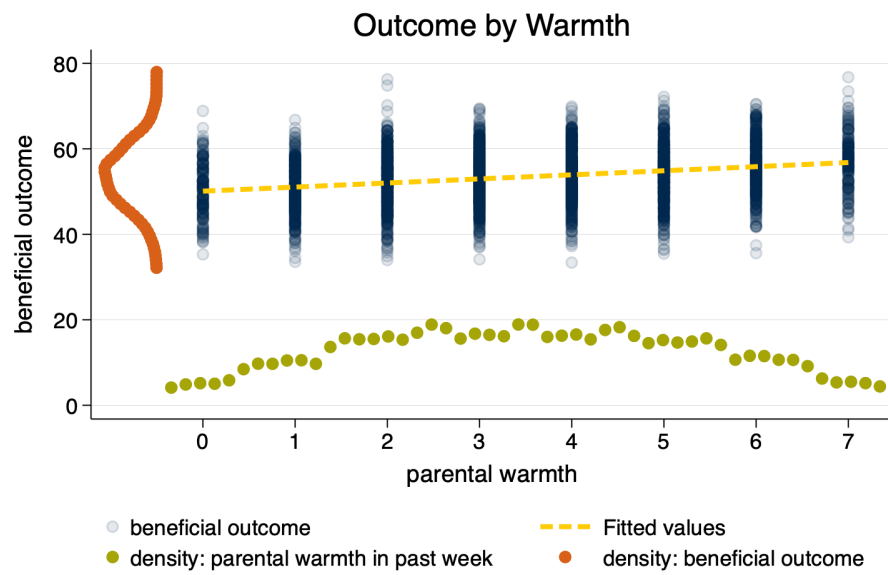 Outcome by Warmth
beneficial outcome
80
60
40
20
0
0 1 2 3 4 5 6 7
parental warmth
beneficial outcome
Fitted values
density: parental warmth in past week
density: beneficial outcome